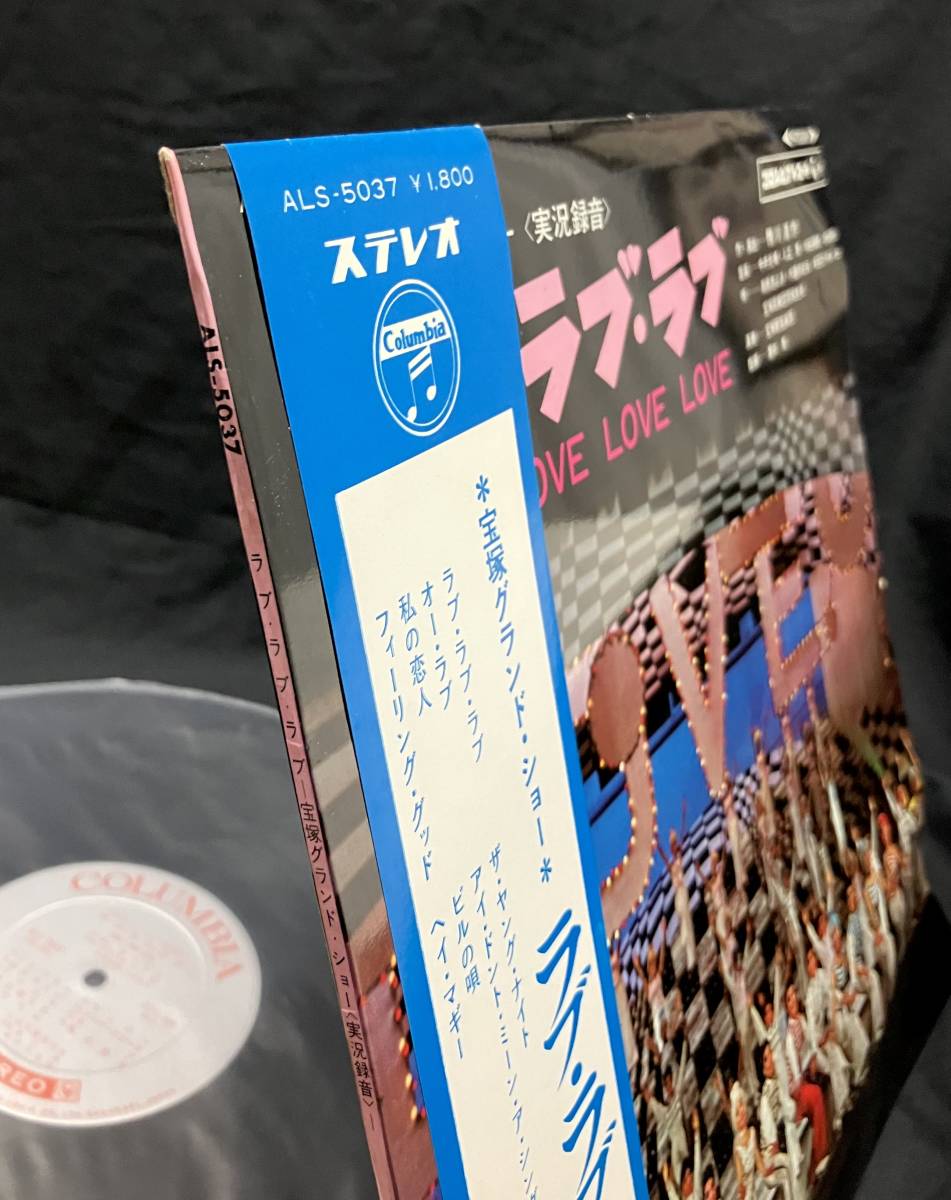 ALS-5037 ¥1.800
ステレオ
Columbia
*宝塚グランド・ショー*
ラブ・ラブ
ラブ・ラブ・ラブ
オー・ラブ
私の恋人
フィーリング・グッド
ザ・ヤング・ナイト
アイ・ドント・ミーン・ア・シング
ビルの唄
ヘイ・マギー
〈実況録音〉
ラブ・ラブ
OVE LOVE LOVE
LOVE
ALS-5037 ラブ・ラブ・ラブー宝塚グランド・ショー〈実況録音〉ー
COLUMBIA